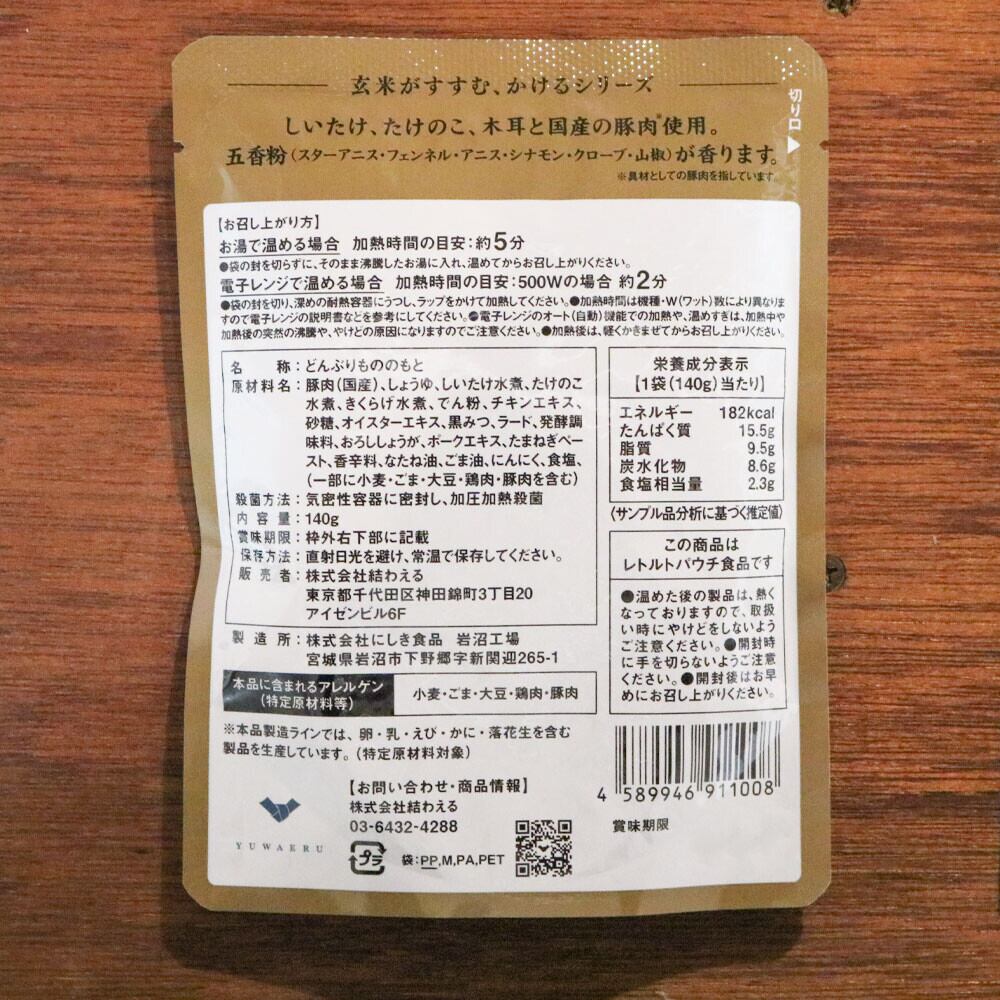 玄米がすすむ、かけるシリーズ
切り口
しいたけ、たけのこ、木耳と国産の豚肉※使用。
五香粉(スターアニス・フェンネル・アニス・シナモン・クローブ・山椒)が香ります。
※具材としての豚肉を指しています。
【お召し上がり方】
お湯で温める場合 加熱時間の目安:約5分
●袋の封を切らずに、そのまま沸騰したお湯に入れ、温めてからお召し上がりください。
電子レンジで温める場合 加熱時間の目安:500Wの場合 約2分
●袋の封を切り、深めの耐熱容器にうつし、ラップをかけて加熱してください。●加熱時間は機種・W(ワット)数により異なりま
すので電子レンジの説明書などを参考にしてください。●電子レンジのオート(自動)機能での加熱や、温めすぎは、加熱中や
加熱後の突然の沸騰や、やけどの原因になりますのでご注意ください。●加熱後は、軽くかきまぜてからお召し上がりください。
名称:どんぶりもののもと
原材料名:豚肉(国産)、しょうゆ、しいたけ水煮、たけのこ
水煮、きくらげ水煮、でん粉、チキンエキス、
砂糖、オイスターエキス、黒みつ、ラード、発酵調
味料、おろししょうが、ポークエキス、たまねぎペー
スト、香辛料、なたね油、ごま油、にんにく、食塩、
(一部に小麦・ごま・大豆・鶏肉・豚肉を含む)
殺菌方法:気密性容器に密封し、加圧加熱殺菌
内容量:140g
賞味期限:枠外右下部に記載
保存方法:直射日光を避け、常温で保存してください。
販売者:株式会社結わえる
東京都千代田区神田錦町3丁目20
アイゼンビル6F
製造所:株式会社にしき食品 岩沼工場
宮城県岩沼市下野郷字新関迎265-1
本品に含まれるアレルゲン
(特定原材料等)
小麦・ごま・大豆・鶏肉・豚肉
※本品製造ラインでは、卵・乳・えび・かに・落花生を含む
製品を生産しています。(特定原材料対象)
栄養成分表示
【1袋(140g)当たり】
エネルギー 182kcal
たんぱく質 15.5g
脂質 9.5g
炭水化物 8.6g
食塩相当量 2.3g
(サンプル品分析に基づく推定値)
この商品は
レトルトパウチ食品です
●温めた後の製品は、熱く
なっておりますので、取扱
い時にやけどをしないよう
ご注意ください。●開封時
に手を切らないようご注意
ください。●開封後はお早
めにお召し上がりください。
4 589946 911008
賞味期限
YUWAERU
【お問い合わせ・商品情報】
株式会社結わえる
03-6432-4288
プラ
袋:PP,M,PA,PET